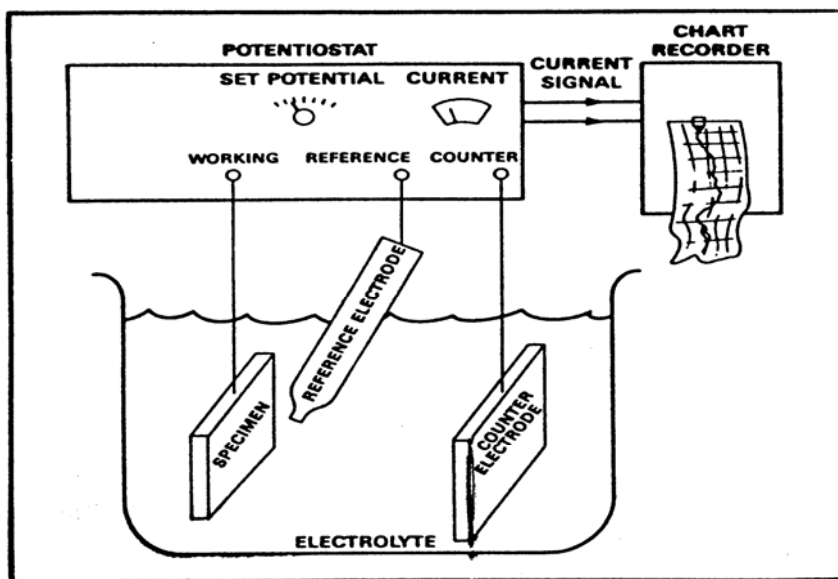 POTENTIOSTAT
SET POTENTIAL
CURRENT
WORKING
REFERENCE
COUNTER
CURRENT
SIGNAL
CHART
RECORDER
SPECIMEN
REFERENCE ELECTRODE
COUNTER
ELECTRODE
ELECTROLYTE